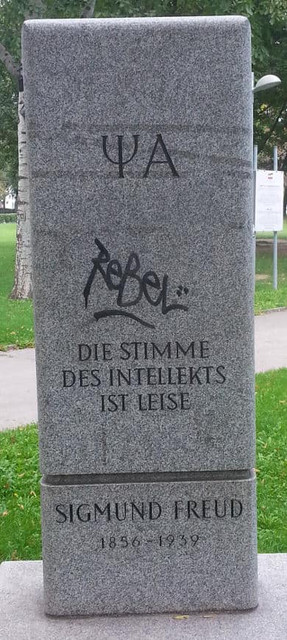 ΨΑ
REBEL
DIE STIMME
DES INTELLEKTS
IST LEISE
SIGMUND FREUD
1856-1939